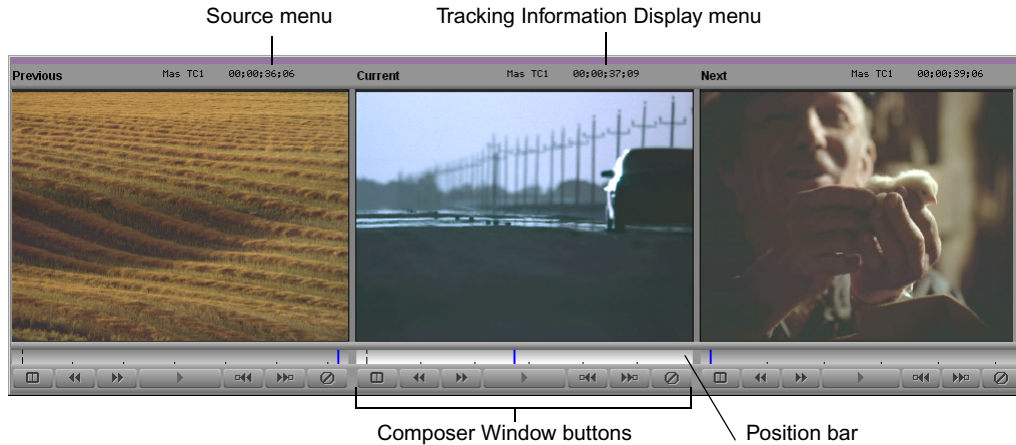 Source menu
Tracking Information Display menu
Previous Mas TC1 00;00;36;06
Current Mas TC1 00;00;37;09
Next Mas TC1 00;00;39;06
Composer Window buttons
Position bar